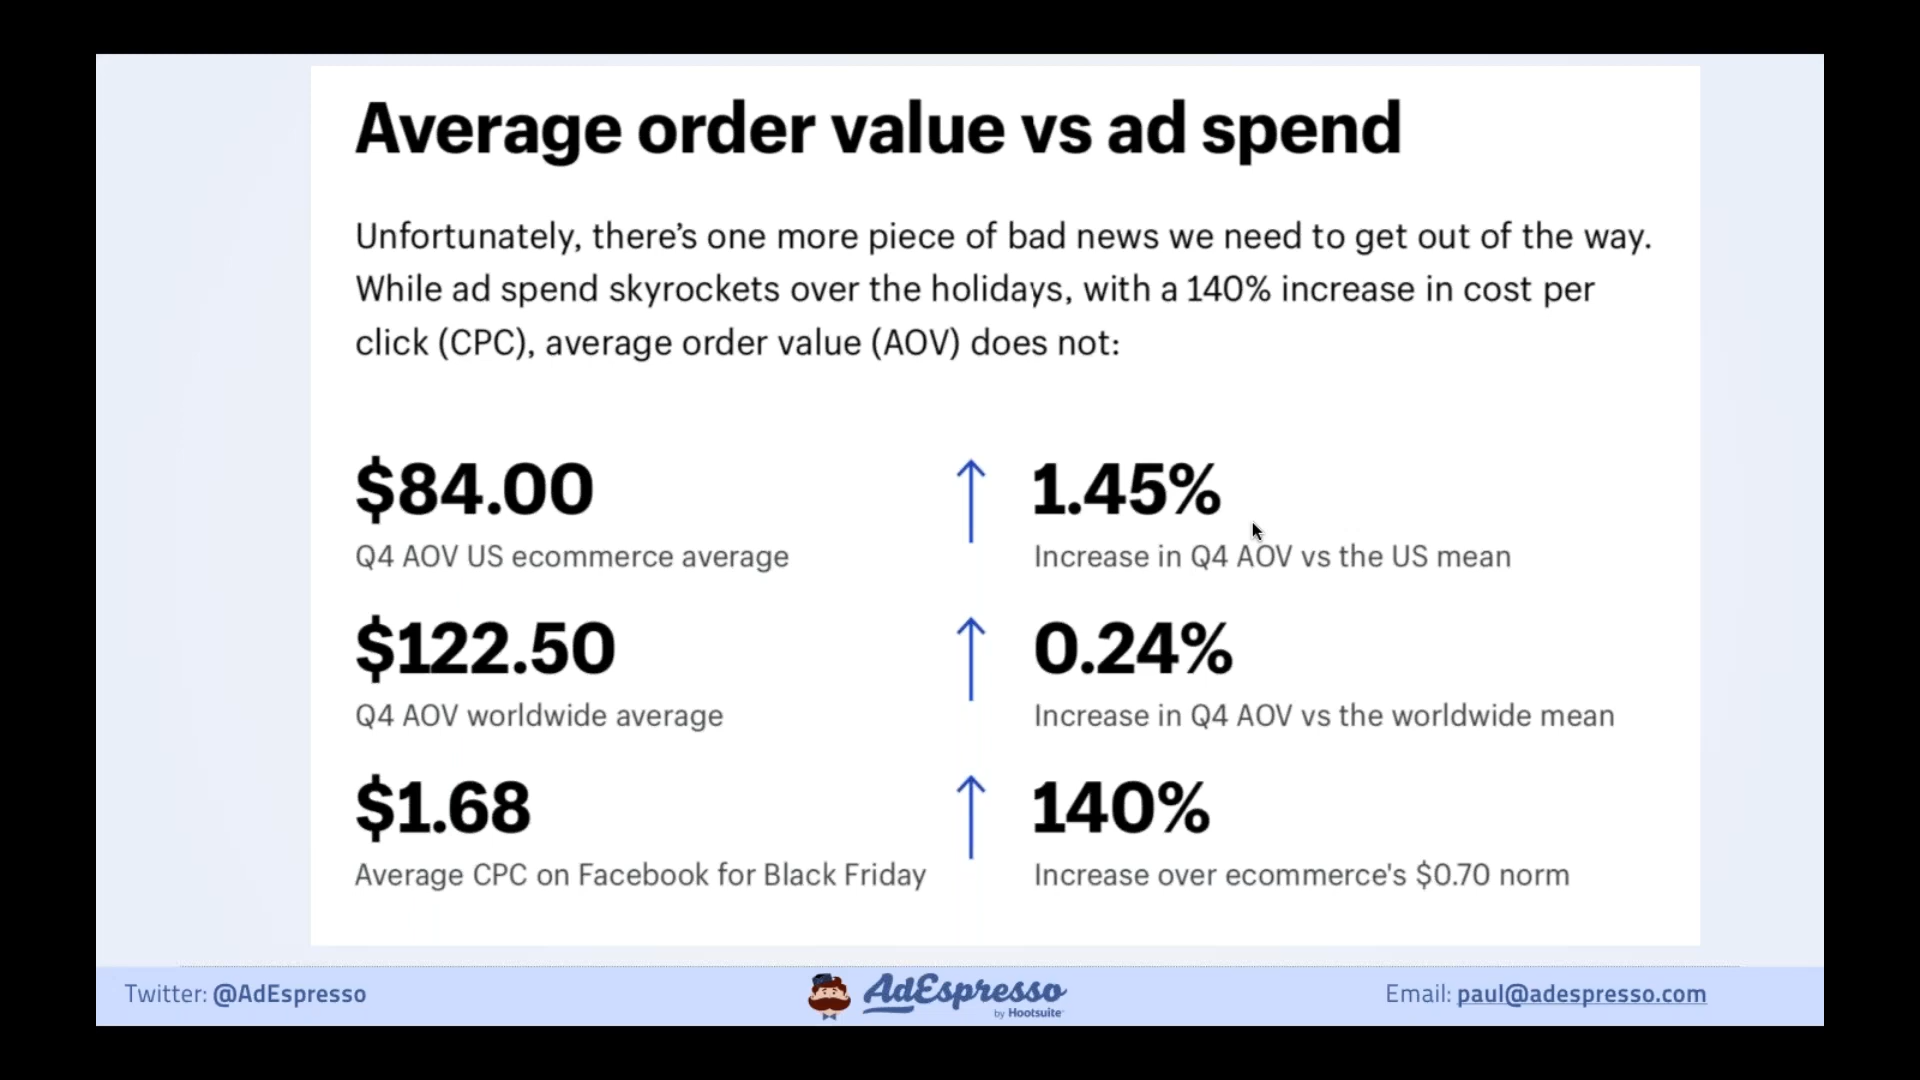 Average order value vs ad spend
Unfortunately, there’s one more piece of bad news we need to get out of the way.
While ad spend skyrockets over the holidays, with a 140% increase in cost per
click (CPC), average order value (AOV) does not:
$84.00
Q4 AOV US ecommerce average
1.45%
Increase in Q4 AOV vs the US mean
$122.50
Q4 AOV worldwide average
0.24%
Increase in Q4 AOV vs the worldwide mean
$1.68
Average CPC on Facebook for Black Friday
140%
Increase over ecommerce's $0.70 norm
Twitter: @AdEspresso
AdEspresso
by Hootsuite
Email: paul@adespresso.com